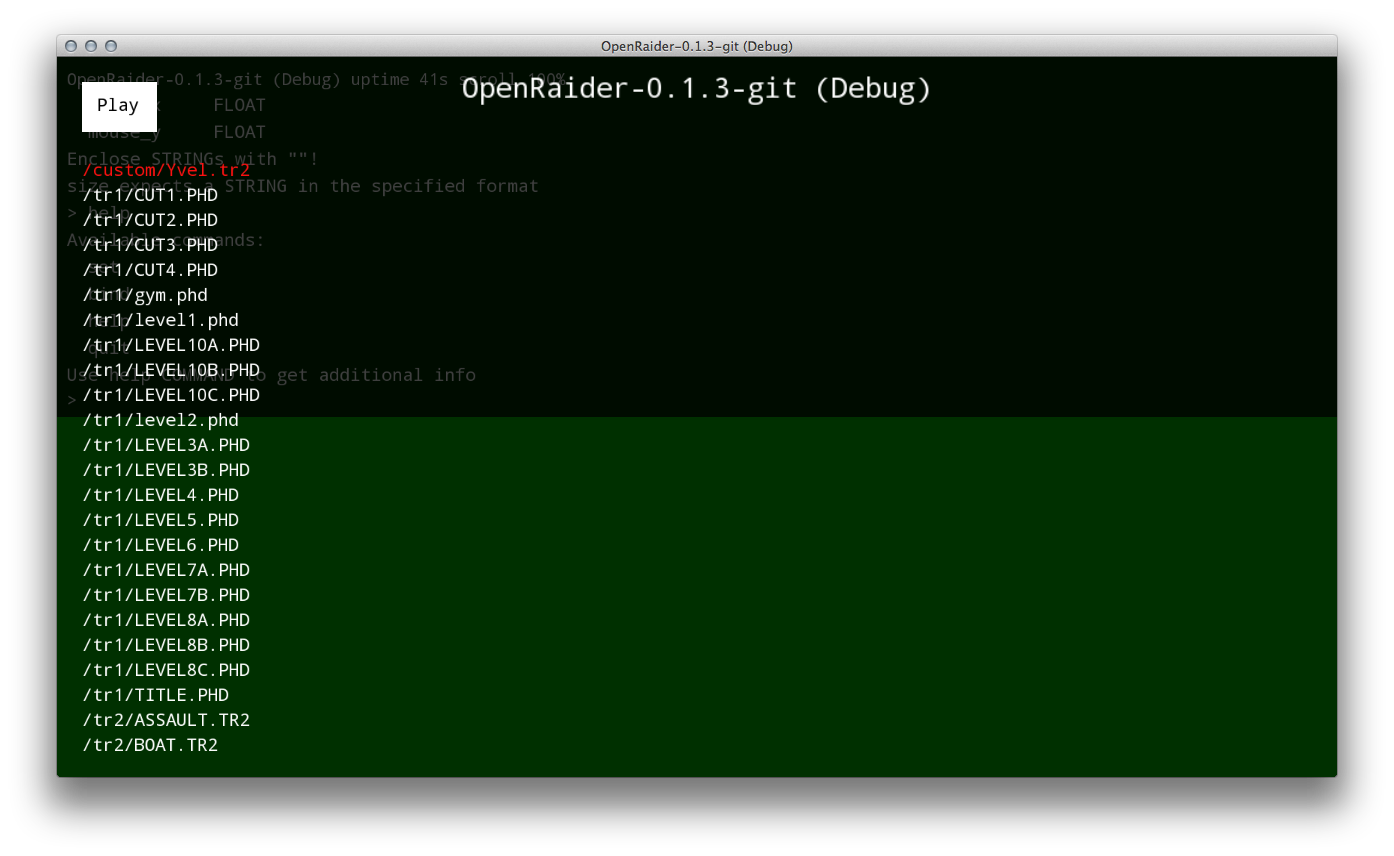 OpenRaider-0.1.3-git (Debug)
OpenRaider-0.1.3-git (Debug) uptime 41s scroll 100%
OpenRaider-0.1.3-git (Debug)
Play
FLOAT
mouse_y FLOAT
Enclose STRINGs with ""!
/custom/Yvel.tr2
size expects a STRING in the specified format
/tr1/CUT1.PHD
> help
/tr1/CUT2.PHD
Available commands:
/tr1/CUT3.PHD
set
/tr1/CUT4.PHD
bind
/tr1/gym.phd
help
/tr1/level1.phd
quit
/tr1/LEVEL10A.PHD
Use help COMMAND to get additional info
/tr1/LEVEL10B.PHD
>
/tr1/LEVEL10C.PHD
/tr1/level2.phd
/tr1/LEVEL3A.PHD
/tr1/LEVEL3B.PHD
/tr1/LEVEL4.PHD
/tr1/LEVEL5.PHD
/tr1/LEVEL6.PHD
/tr1/LEVEL7A.PHD
/tr1/LEVEL7B.PHD
/tr1/LEVEL8A.PHD
/tr1/LEVEL8B.PHD
/tr1/LEVEL8C.PHD
/tr1/TITLE.PHD
/tr2/ASSAULT.TR2
/tr2/BOAT.TR2